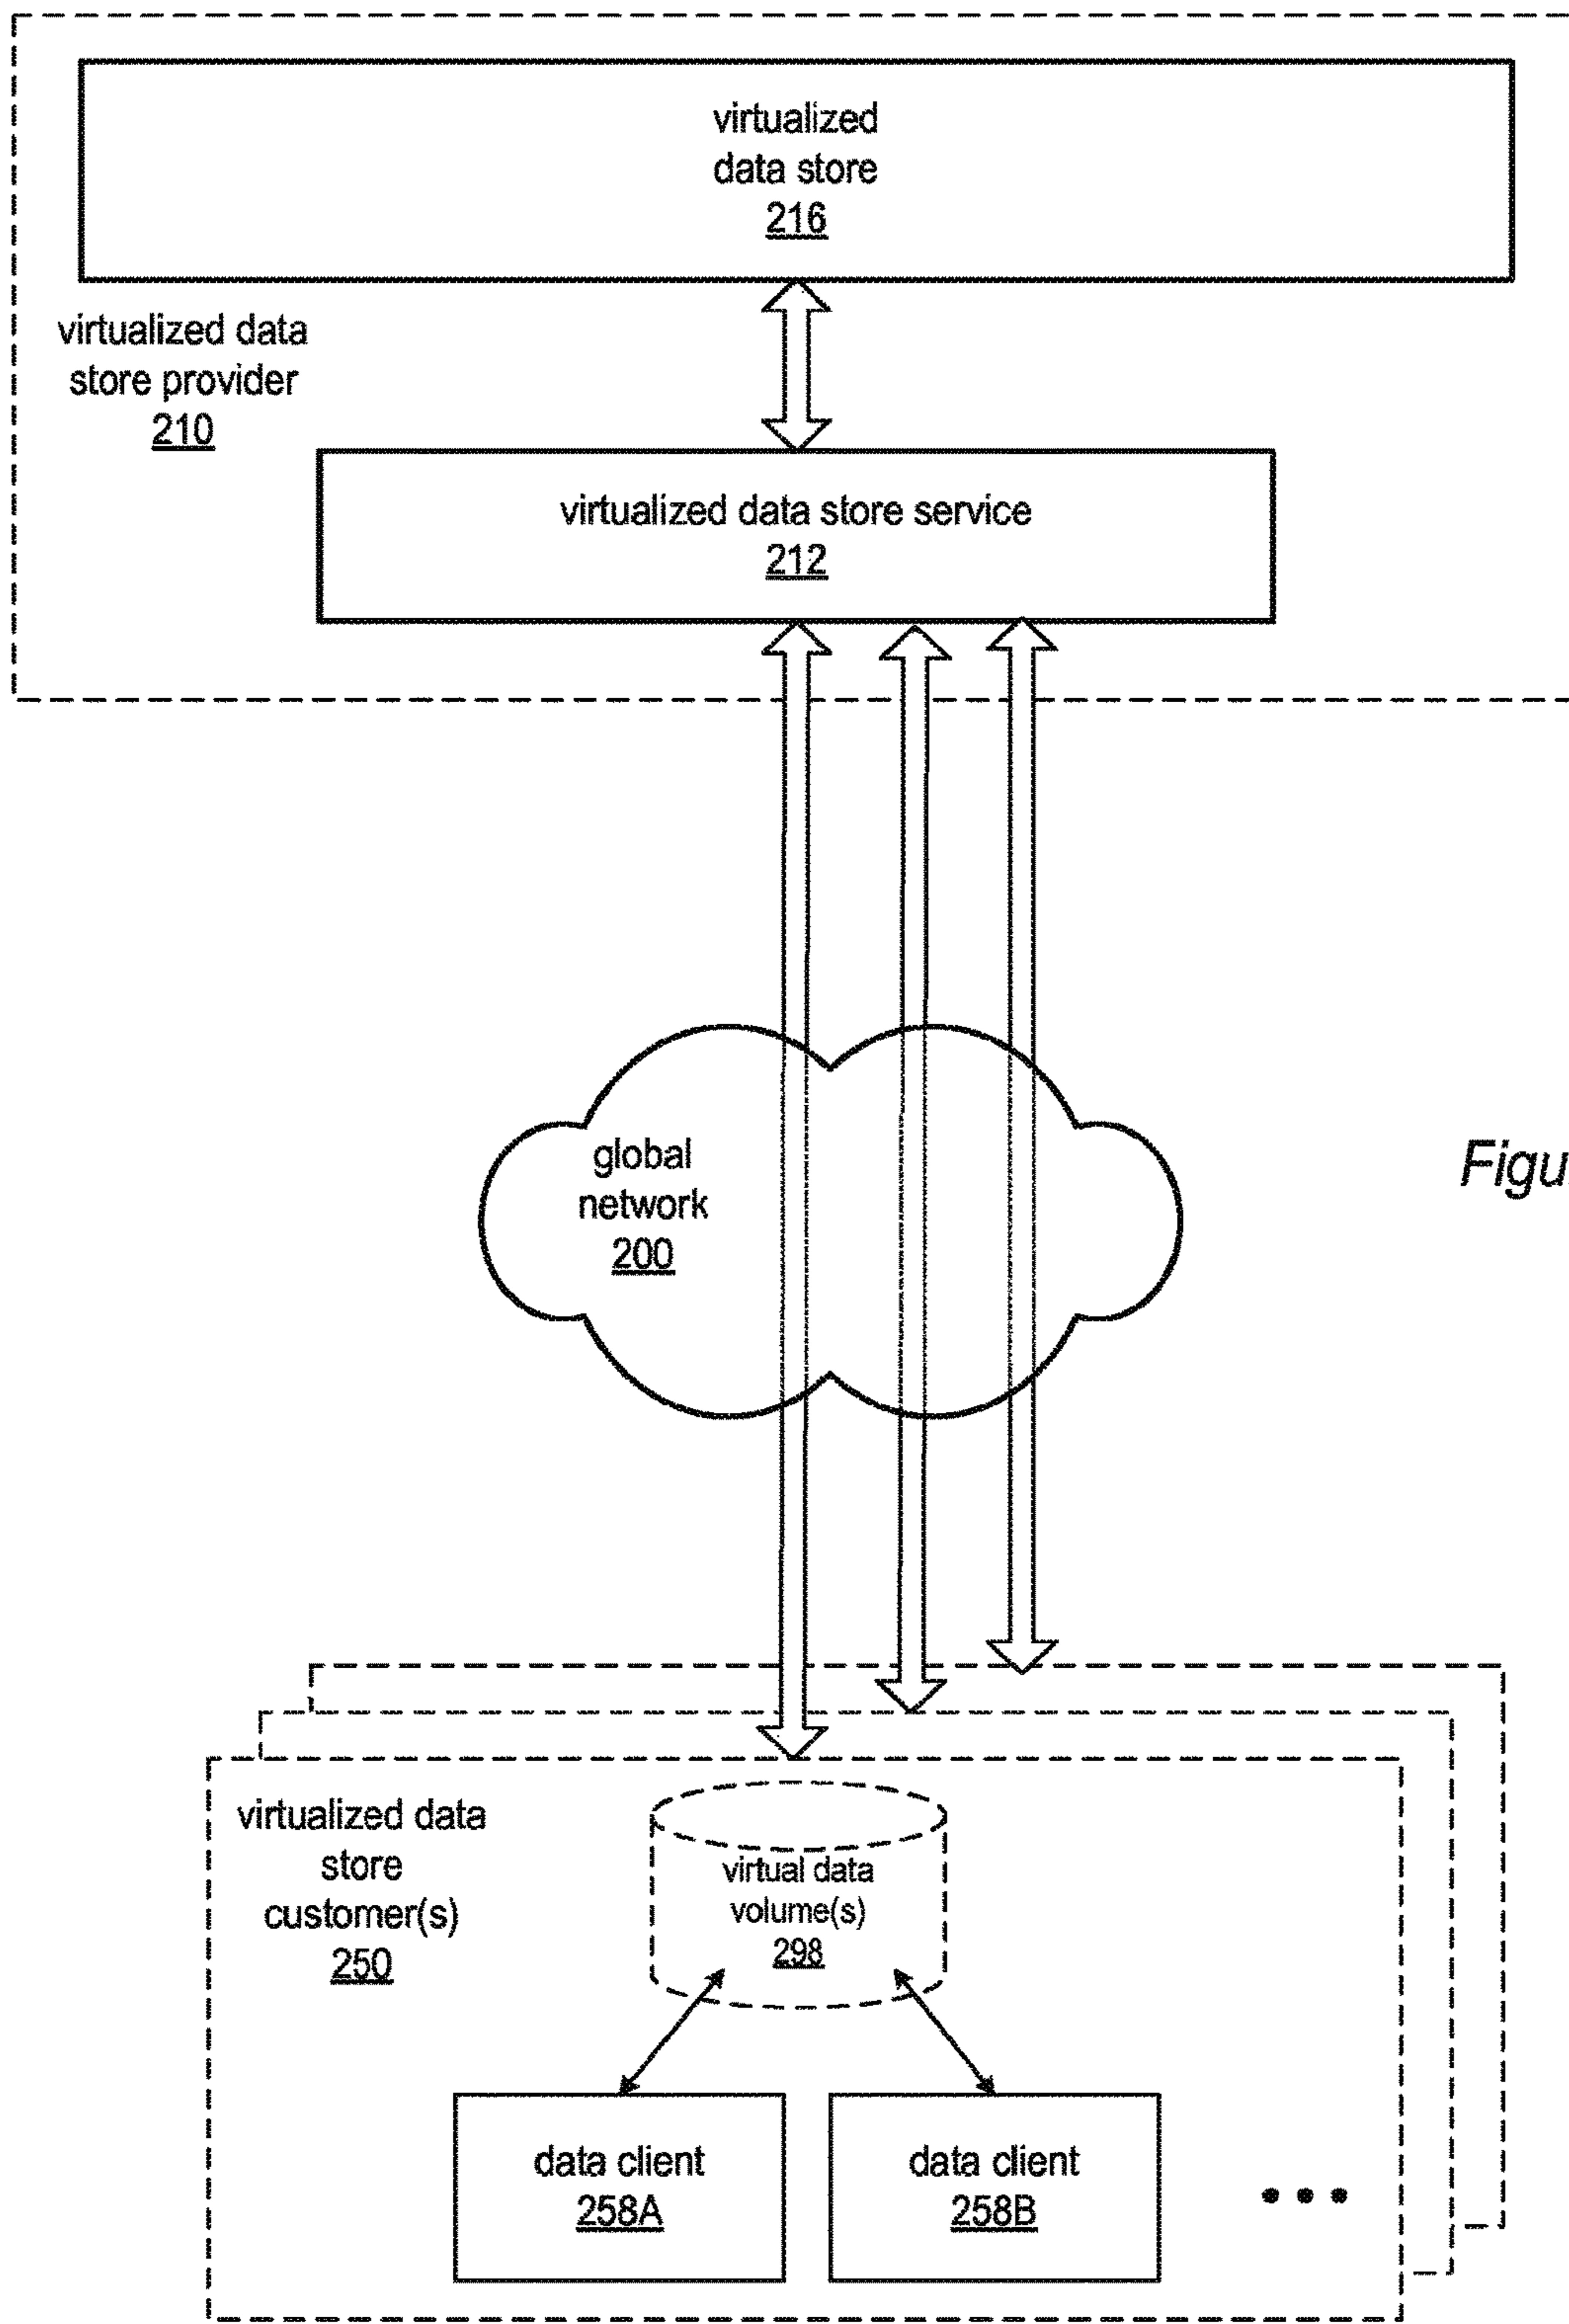 virtualized
data store
216
virtualized data
store provider
210
virtualized data store service
212
global
network
200
Figu
virtualized data
store
customer(s)
250
virtual data
volume(s)
298
data client
258A
data client
258B